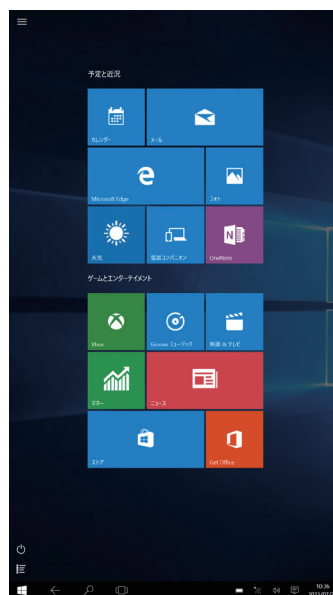 予定と近況
カレンダー
メール
Microsoft Edge
フォト
天気
電話コンパニオン
OneNote
ゲームとエンターテイメント
Xbox
Groove ミュージック
映画 & テレビ
マネー
ニュース
ストア
Get Office
10:36